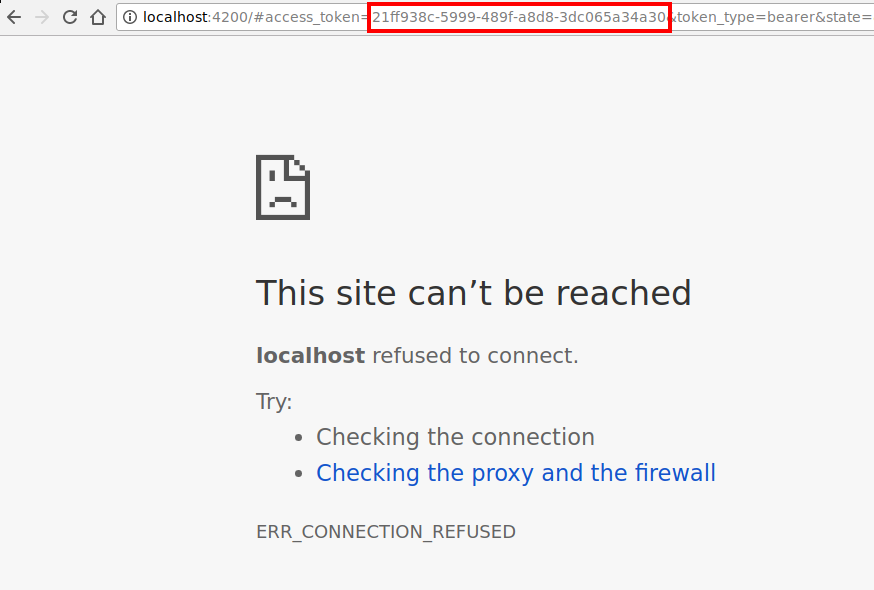 localhost:4200/#access_token=21ff938c-5999-489f-a8d8-3dc065a34a30&token_type=bearer&state=
This site can’t be reached
localhost refused to connect.
Try:
• Checking the connection
• Checking the proxy and the firewall
ERR_CONNECTION_REFUSED